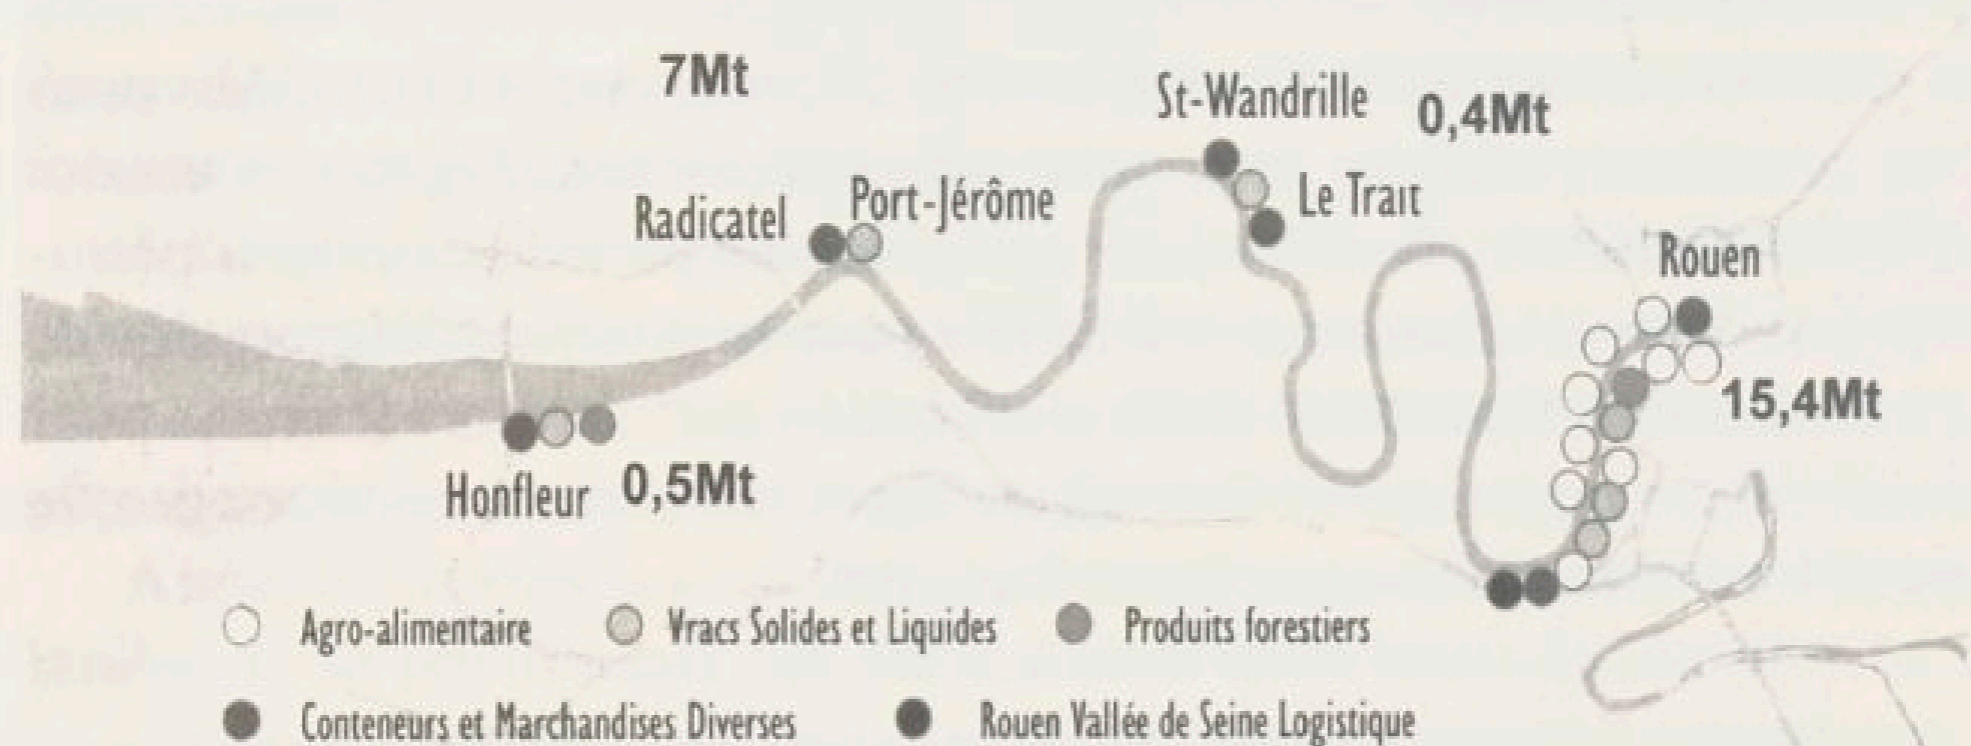 7Mt
St-Wandrille 0,4Mt
Radicatel Port-Jérôme
Le Trait
Rouen
15,4Mt
Honfleur 0,5Mt
Agro-alimentaire Vracs Solides et Liquides Produits forestiers
Conteneurs et Marchandises Diverses Rouen Vallée de Seine Logistique